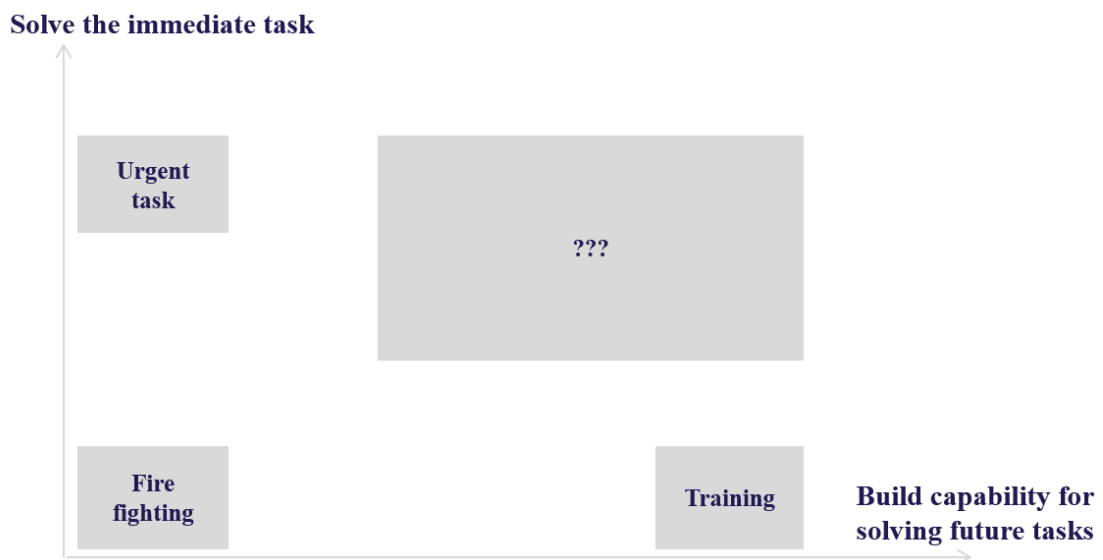 Solve the immediate task
Urgent
task
???
Fire
fighting
Training
Build capability for
solving future tasks